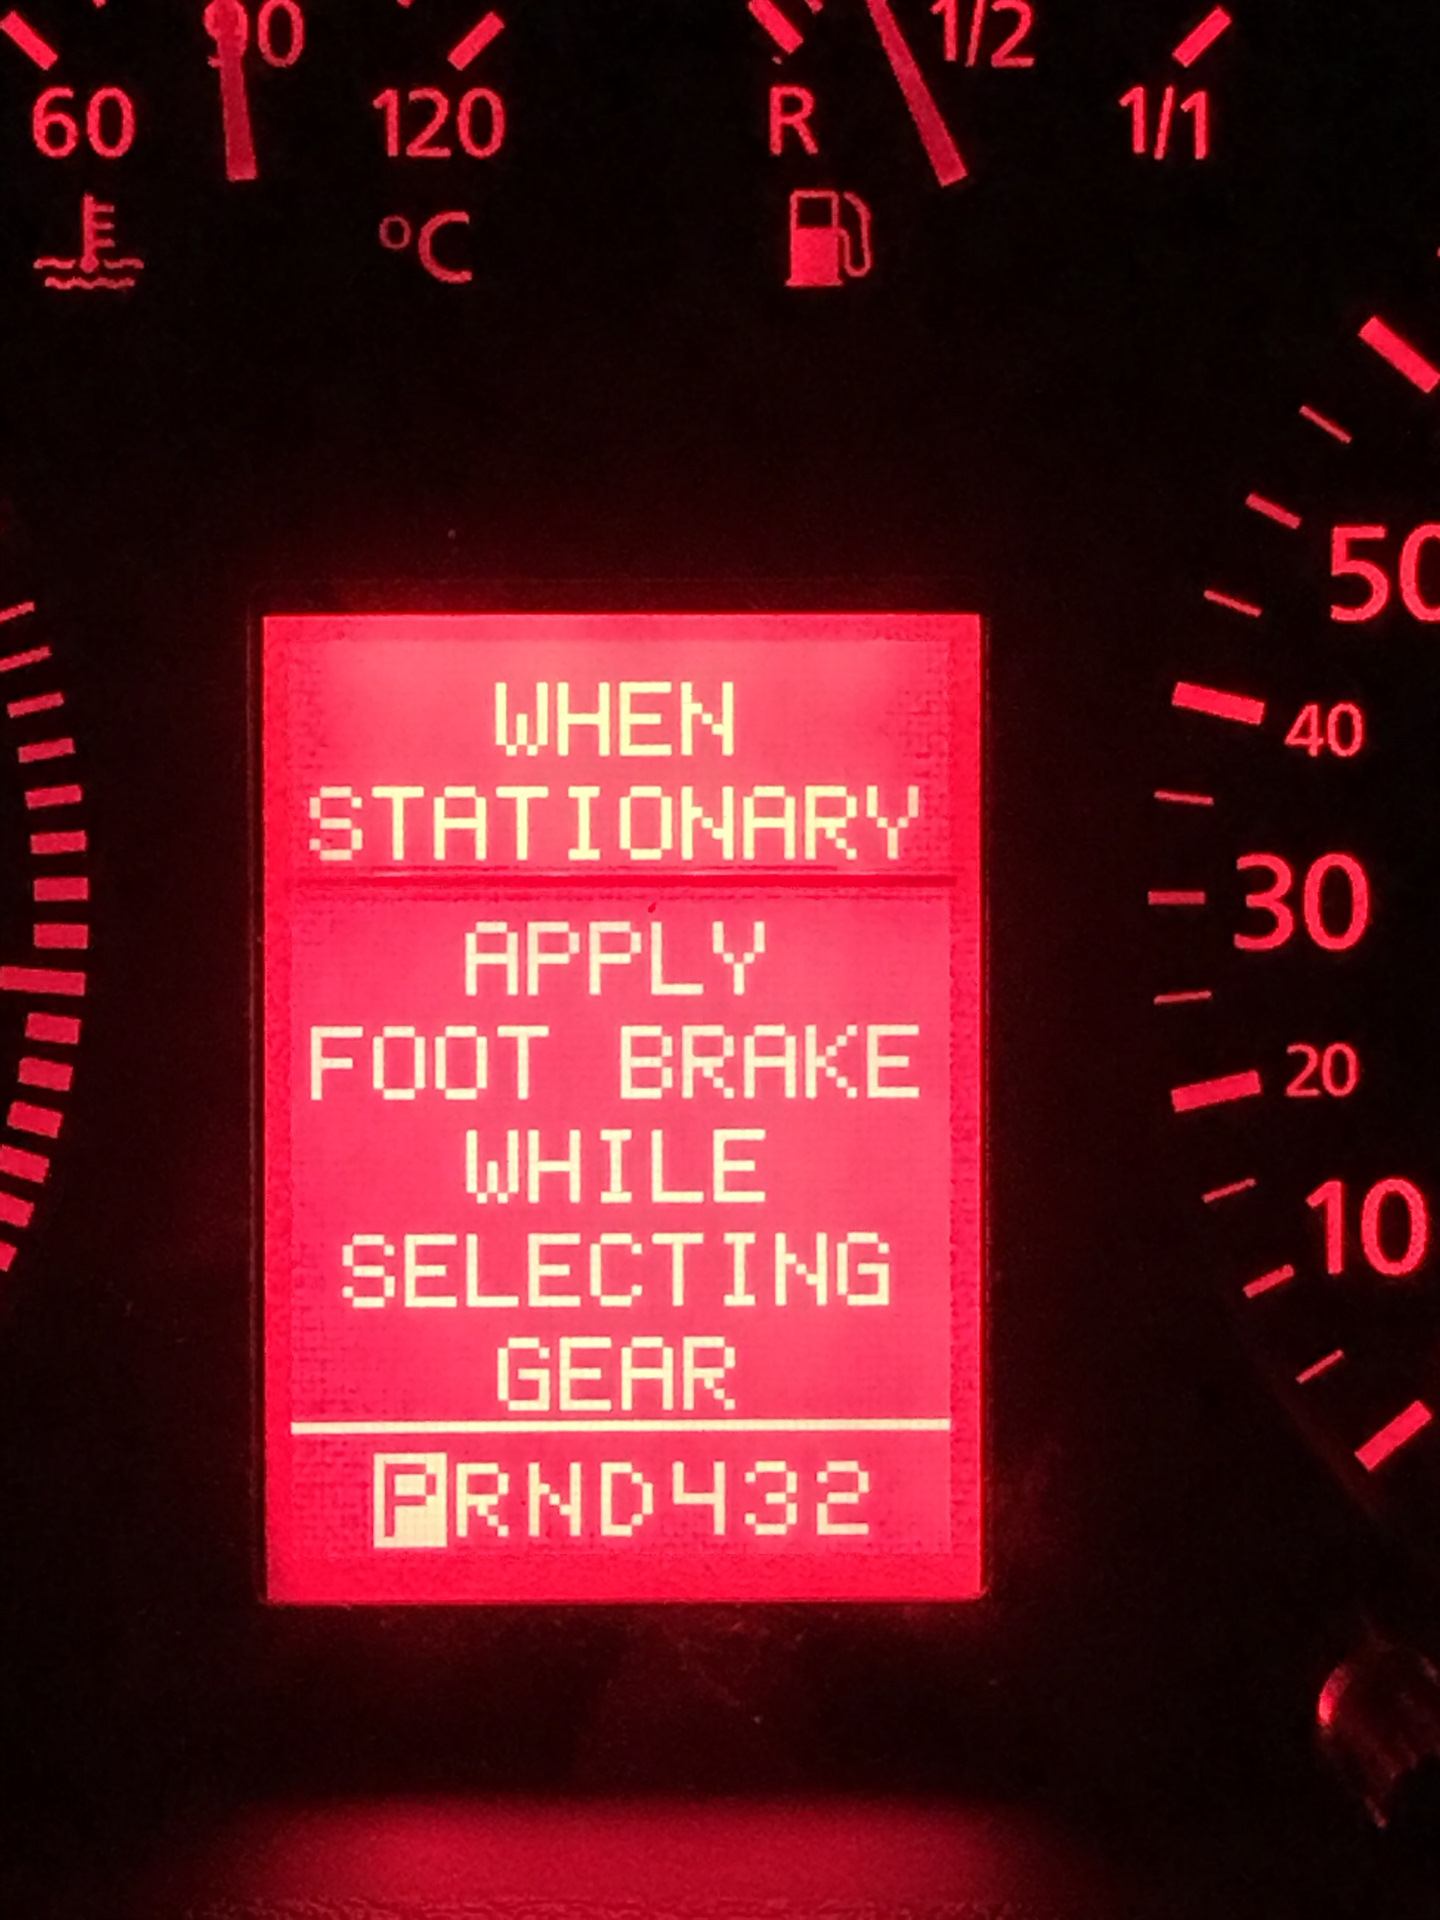 60
90
120
°C
R
1/2
1/1
50
40
30
20
10
WHEN
STATIONARY
APPLY
FOOT BRAKE
WHILE
SELECTING
GEAR
PRND432